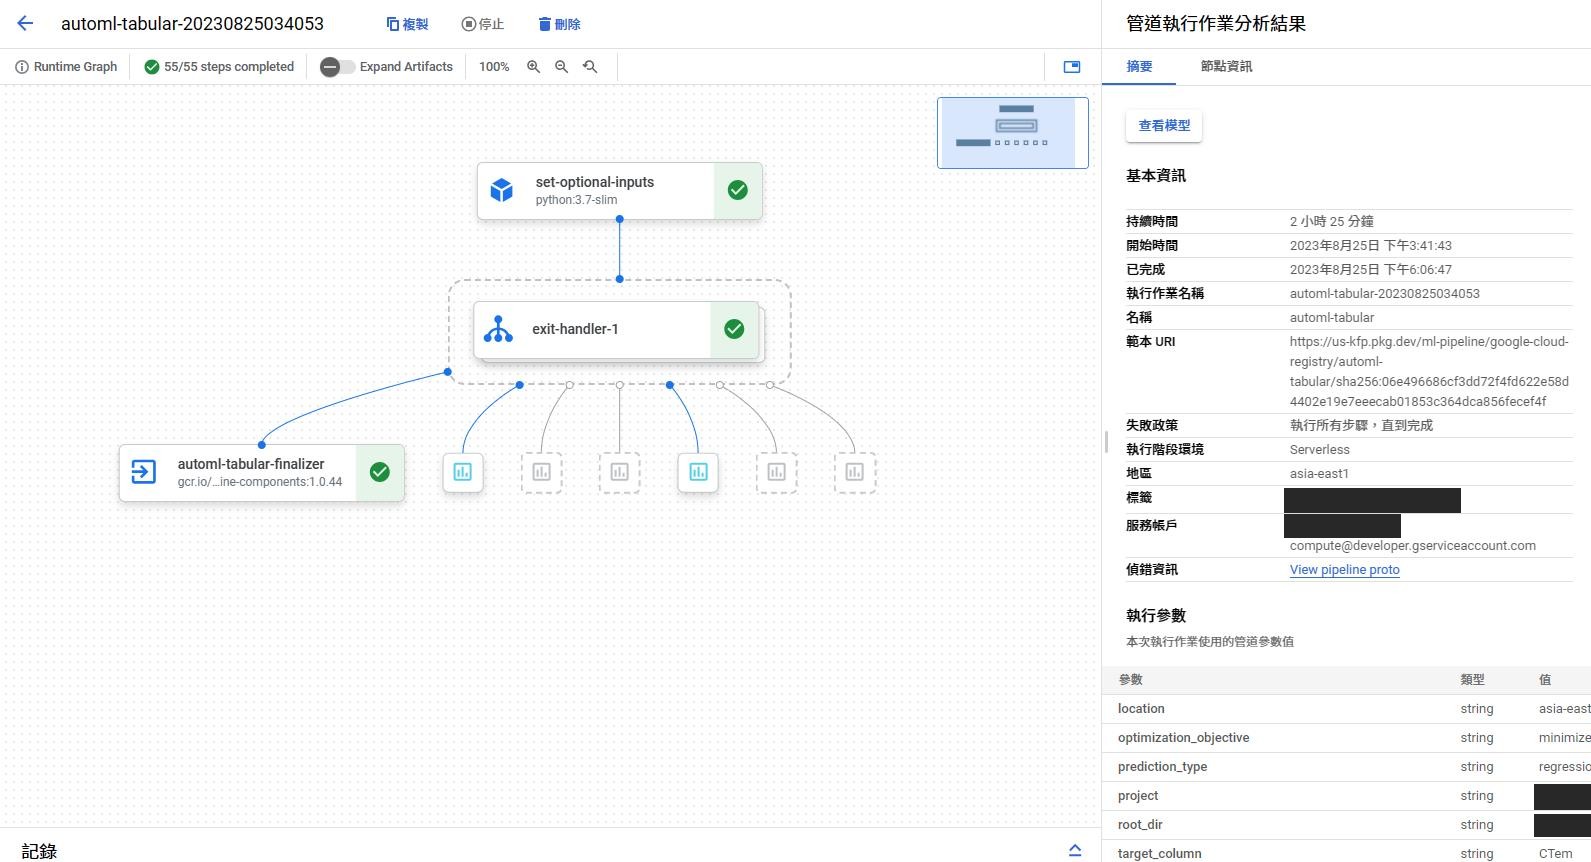 automl-tabular-20230825034053
複製
停止
刪除
Runtime Graph
55/55 steps completed
Expand Artifacts
100%
set-optional-inputs
python:3.7-slim
exit-handler-1
automl-tabular-finalizer
gcr.io/...ine-components:1.0.44
記錄
管道執行作業分析結果
摘要
節點資訊
查看模型
基本資訊
持續時間 2 小時 25 分鐘
開始時間 2023年8月25日 下午3:41:43
已完成 2023年8月25日 下午6:06:47
執行作業名稱 automl-tabular-20230825034053
名稱 automl-tabular
範本 URI https://us-kfp.pkg.dev/ml-pipeline/google-cloud-
registry/automl-
tabular/sha256:06e496686cf3dd72f4fd622e58d
4402e19e7eeecab01853c364dca856fecef4f
失敗政策 執行所有步驟，直到完成
執行階段環境 Serverless
地區 asia-east1
標籤
服務帳戶
compute@developer.gserviceaccount.com
偵錯資訊 View pipeline proto
執行參數
本次執行作業使用的管道參數值
參數 類型 值
location string asia-east
optimization_objective string minimize
prediction_type string regressio
project string
root_dir string
target_column string CTem